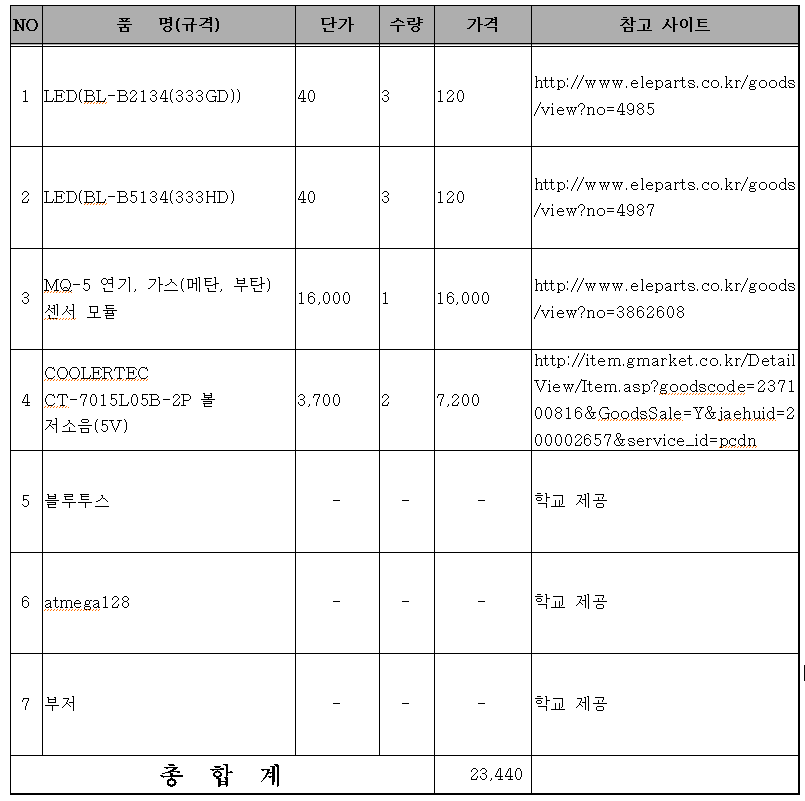 NO 품 명(규격) 단가 수량 가격 참고 사이트
1 LED(BL-B2134(333GD)) 40 3 120 http://www.eleparts.co.kr/goods
/view?no=4985
2 LED(BL-B5134(333HD) 40 3 120 http://www.eleparts.co.kr/goods
/view?no=4987
3 MQ-5 연기, 가스(메탄, 부탄)
센서 모듈 16,000 1 16,000 http://www.eleparts.co.kr/goods
/view?no=3862608
4 COOLERTEC
CT-7015L05B-2P 볼
저소음(5V) 3,700 2 7,200 http://item.gmarket.co.kr/Detail
View/Item.asp?goodscode=2371
00816&GoodsSale=Y&jaehuid=2
00002657&service_id=pcdn
5 블루투스 - - - 학교 제공
6 atmega128 - - - 학교 제공
7 부저 - - - 학교 제공
총 합 계 23,440